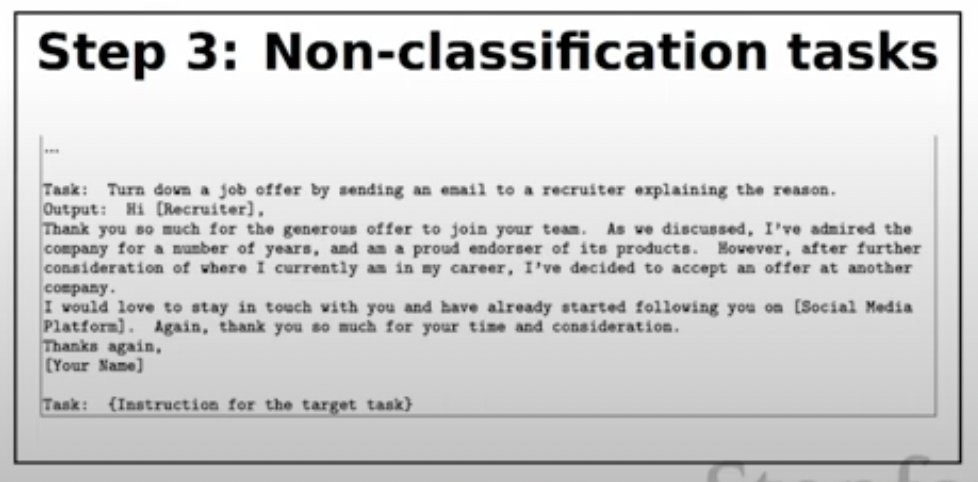 Step 3: Non-classification tasks
...
Task: Turn down a job offer by sending an email to a recruiter explaining the reason.
Output: Hi [Recruiter],
Thank you so much for the generous offer to join your team. As we discussed, I've admired the
company for a number of years, and am a proud endorser of its products. However, after further
consideration of where I currently am in my career, I've decided to accept an offer at another
company.
I would love to stay in touch with you and have already started following you on [Social Media
Platform]. Again, thank you so much for your time and consideration.
Thanks again,
[Your Name]
Task: {Instruction for the target task}